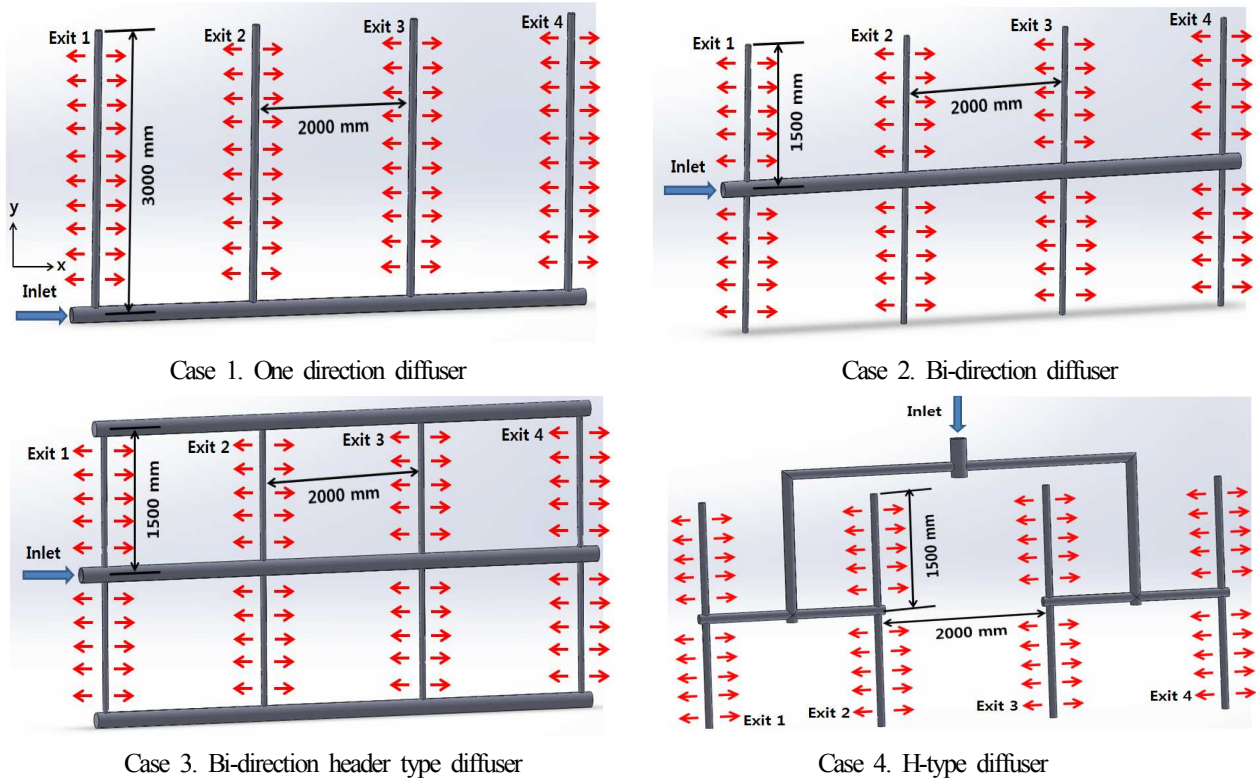 Exit 1
Exit 2
Exit 3
Exit 4
2000 mm
3000 mm
y
x
Inlet
Case 1. One direction diffuser
Exit 1
Exit 2
Exit 3
Exit 4
2000 mm
1500 mm
Inlet
Case 2. Bi-direction diffuser
Exit 1
Exit 2
Exit 3
Exit 4
2000 mm
1500 mm
Inlet
Case 3. Bi-direction header type diffuser
Inlet
1500 mm
2000 mm
Exit 1
Exit 2
Exit 3
Exit 4
Case 4. H-type diffuser